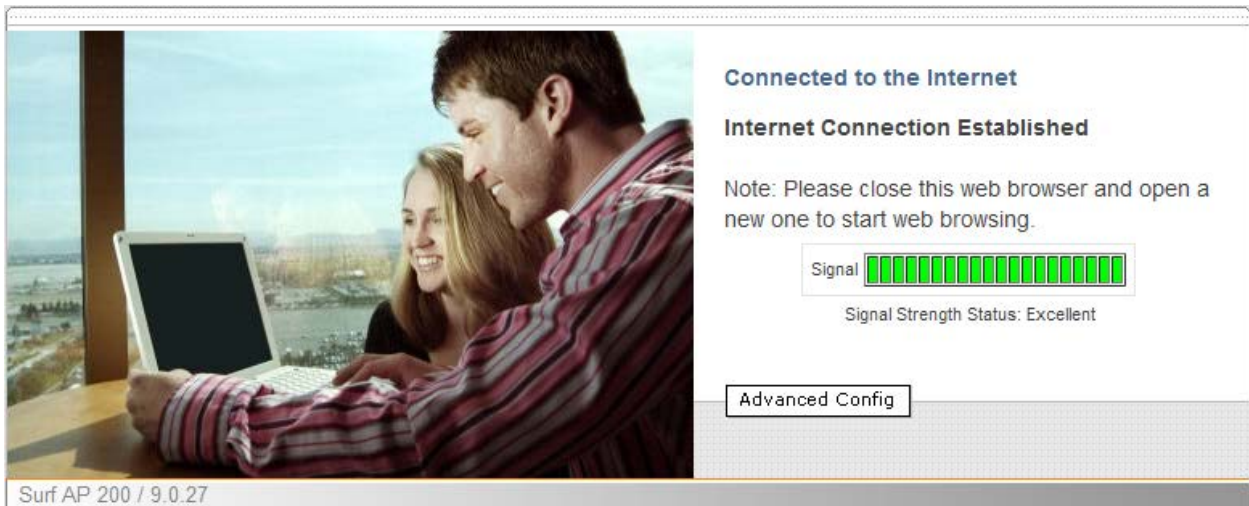 Connected to the Internet
Internet Connection Established
Note: Please close this web browser and open a
new one to start web browsing.
Signal
Signal Strength Status: Excellent
Advanced Config
Surf AP 200 / 9.0.27